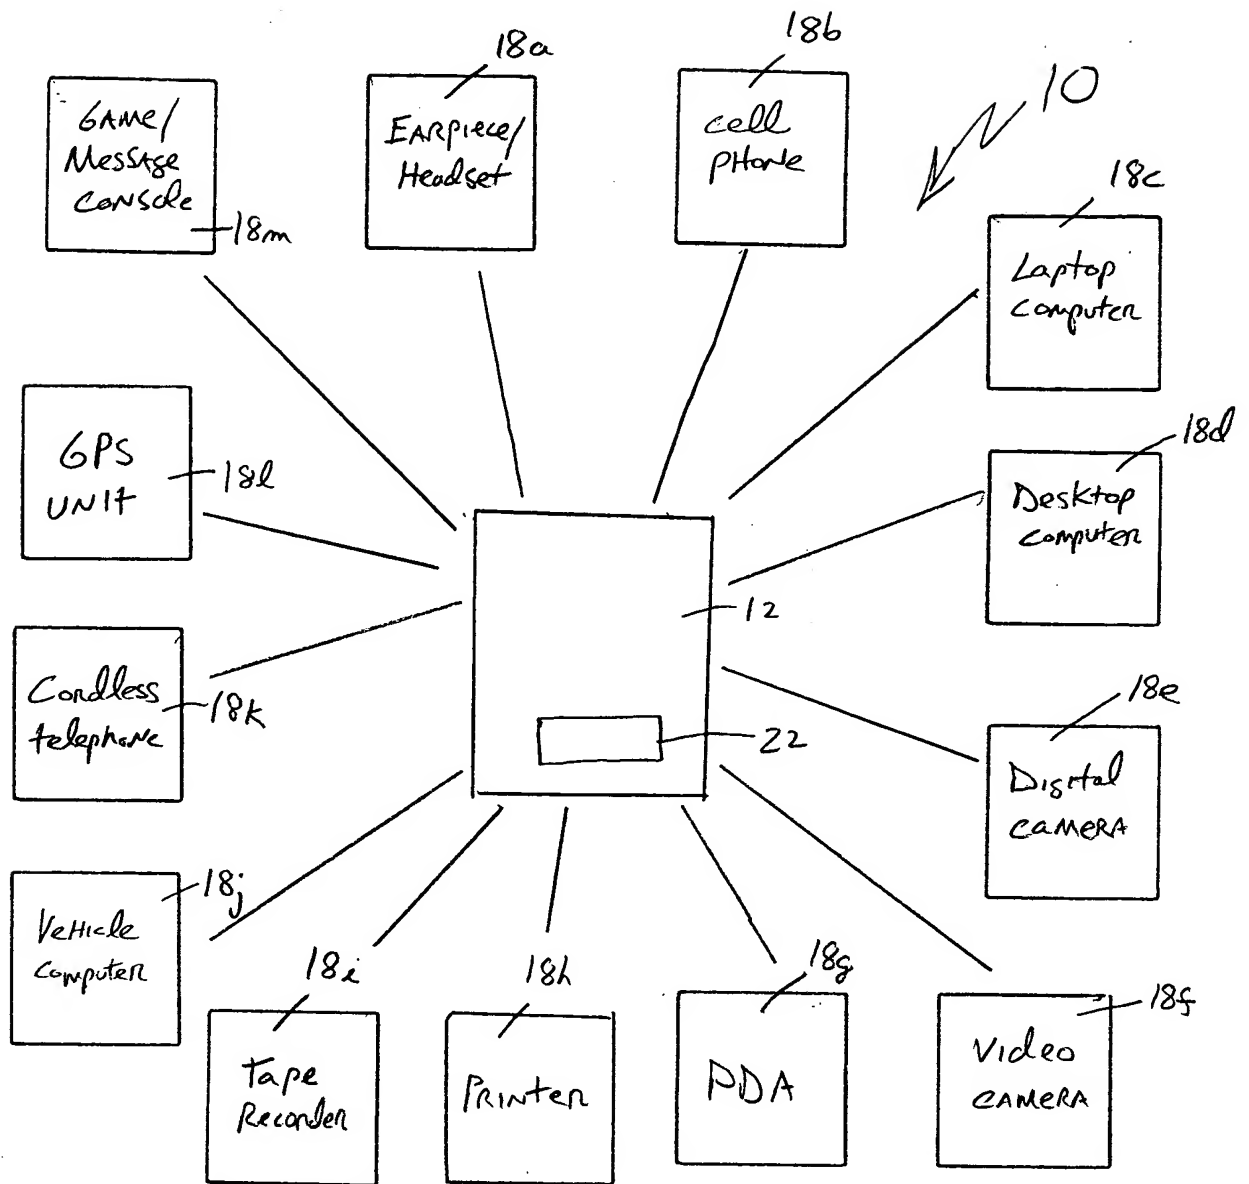 18a
18b
10
GAME/
Message
Console
18m
EARpiece/
Headset
cell
PHone
18c
Laptop
computer
GPS
UNIt
18l
18d
Desktop
computer
12
Cordless
telephone
18k
22
18e
Digital
CAMERA
18j
Vehicle
computer
18i
18h
18g
18f
Tape
Recorder
PRINTER
PDA
Video
CAMERA